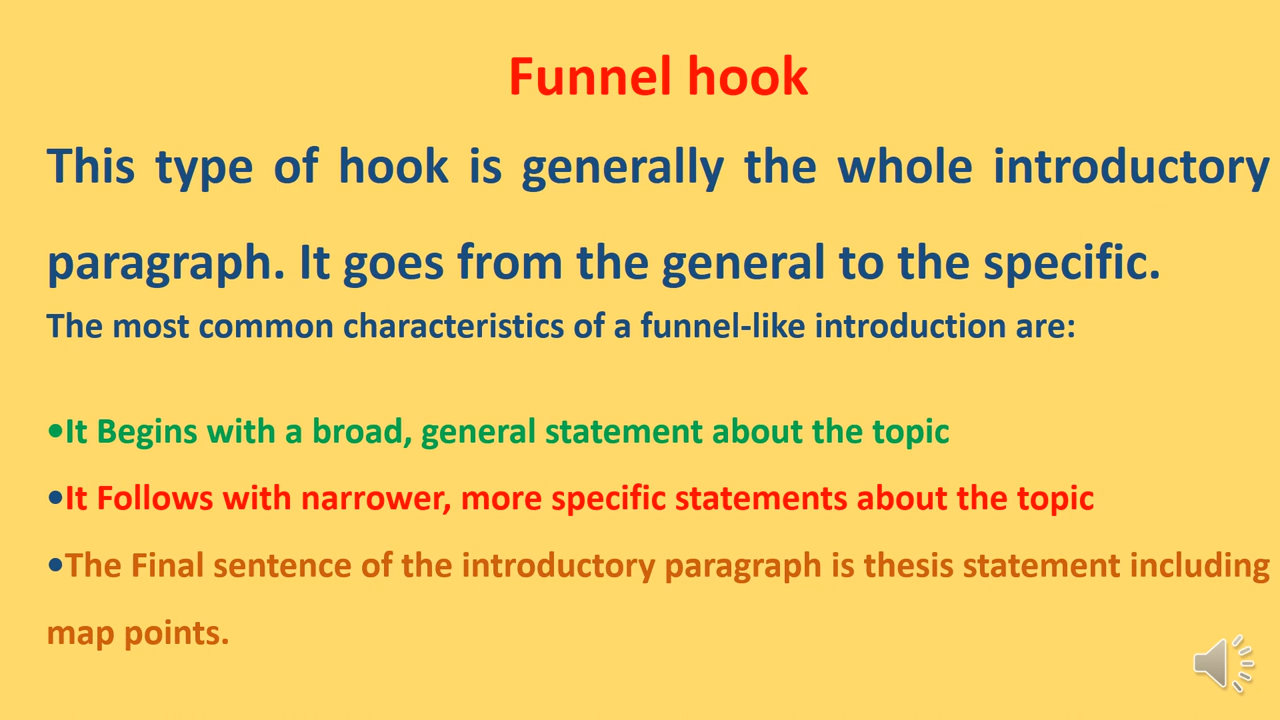 Funnel hook
This type of hook is generally the whole introductory
paragraph. It goes from the general to the specific.
The most common characteristics of a funnel-like introduction are:
•It Begins with a broad, general statement about the topic
•It Follows with narrower, more specific statements about the topic
•The Final sentence of the introductory paragraph is thesis statement including
map points.